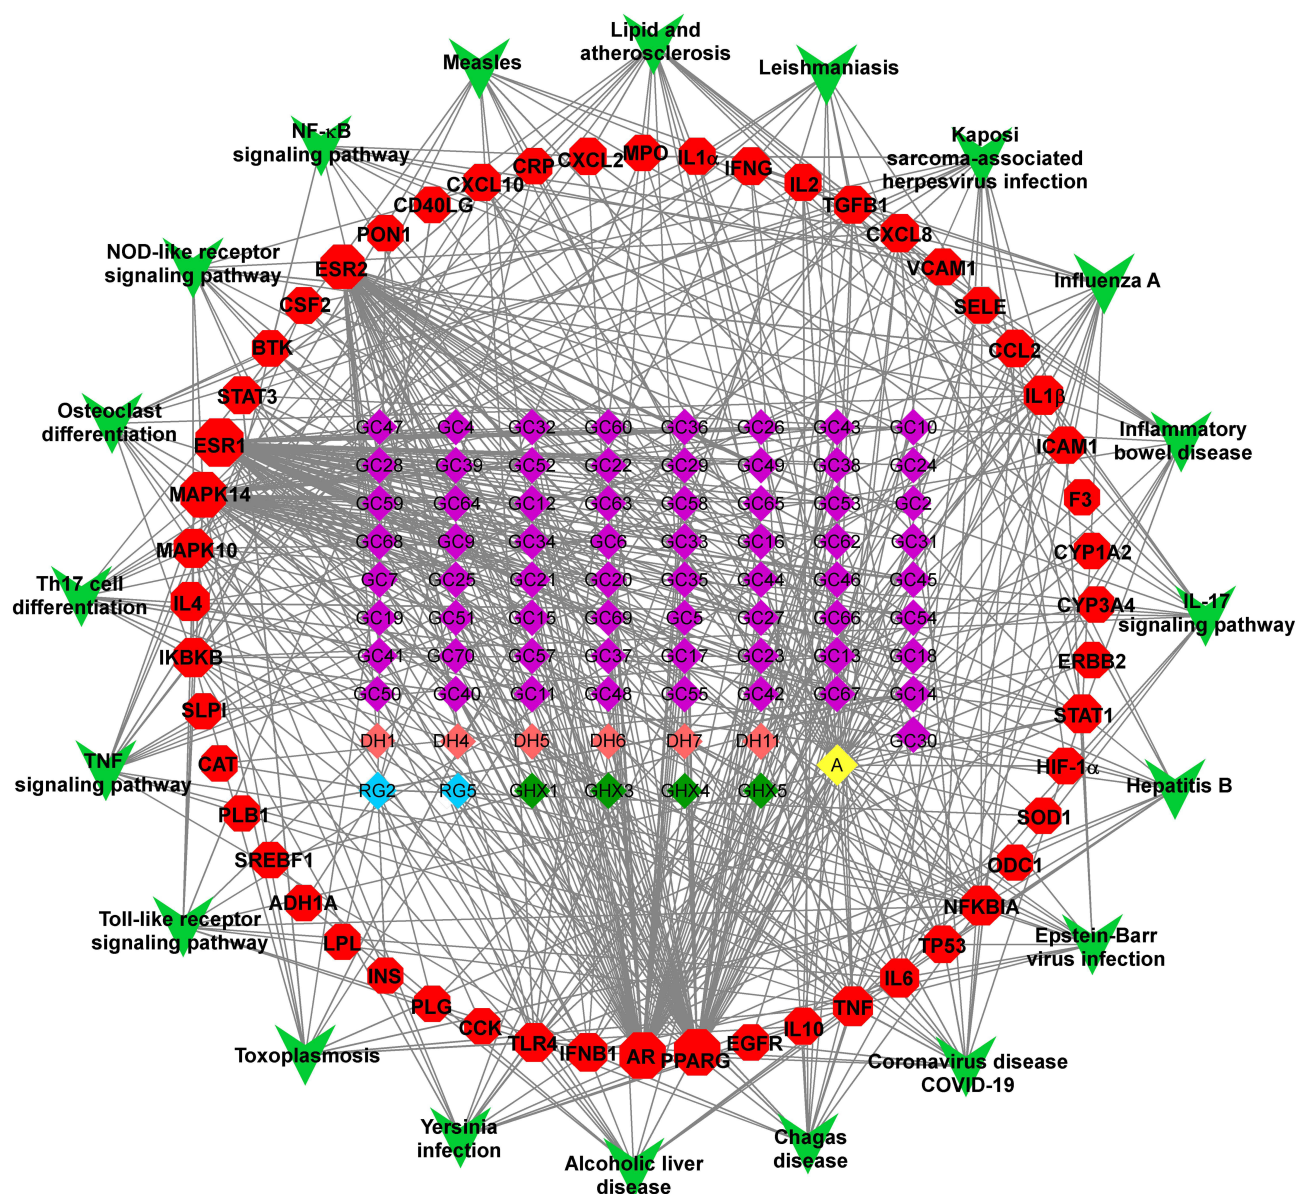 Lipid and
atherosclerosis
Measles
Leishmaniasis
NF-κB
signaling pathway
Kaposi
sarcoma-associated
herpesvirus infection
NOD-like receptor
signaling pathway
Influenza A
Osteoclast
differentiation
Inflammatory
bowel disease
Th17 cell
differentiation
IL-17
signaling pathway
TNF
signaling pathway
Hepatitis B
Toll-like receptor
signaling pathway
Epstein-Barr
virus infection
Toxoplasmosis
Coronavirus disease
COVID-19
Yersinia
infection
Alcoholic liver
disease
Chagas
disease
MPO
IL1α
IFNG
IL2
TGFB1
CXCL8
VCAM1
SELE
CCL2
IL1β
ICAM1
F3
CYP1A2
CYP3A4
ERBB2
STAT1
HIF-1α
SOD1
ODC1
NFKBIA
TP53
IL6
TNF
IL10
EGFR
PPARG
AR
IFNB1
TLR4
CCK
PLG
INS
LPL
ADH1A
SREBF1
PLB1
CAT
SLPI
IKBKB
IL4
MAPK10
MAPK14
ESR1
STAT3
BTK
CSF2
ESR2
PON1
CD40LG
CXCL10
CRP
CXCL2
GC47 GC4 GC32 GC60 GC36 GC26 GC43 GC10
GC28 GC39 GC52 GC22 GC29 GC49 GC38 GC24
GC59 GC64 GC12 GC63 GC58 GC65 GC53 GC2
GC68 GC9 GC34 GC6 GC33 GC16 GC62 GC31
GC7 GC25 GC21 GC20 GC35 GC44 GC46 GC45
GC19 GC51 GC15 GC69 GC5 GC27 GC66 GC54
GC41 GC70 GC57 GC37 GC17 GC23 GC13 GC18
GC50 GC40 GC11 GC48 GC55 GC42 GC67 GC14
DH1 DH4 DH5 DH6 DH7 DH11 GC30
A
RG2 RG5 GHX1 GHX3 GHX4 GHX5